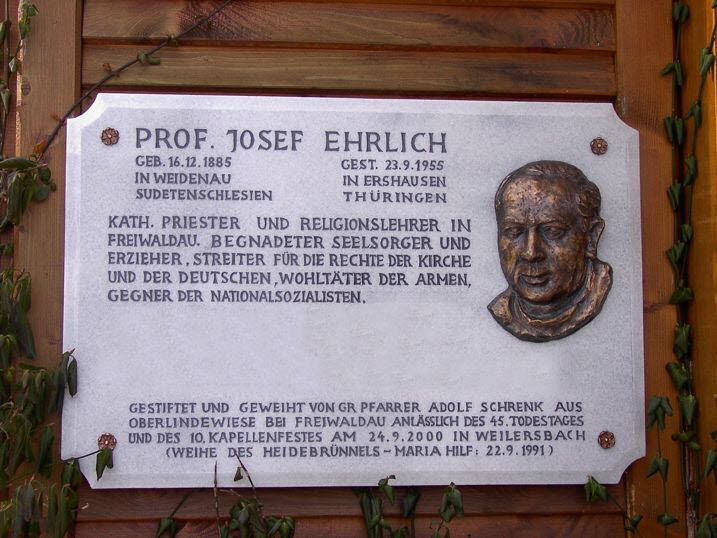 PROF. JOSEF EHRLICH
GEB. 16.12.1885 GEST. 23.9.1955
IN WEIDENAU IN ERSHAUSEN
SUDETENSCHLESIEN THÜRINGEN
KATH. PRIESTER UND RELIGIONSLEHRER IN
FREIWALDAU. BEGNADETER SEELSORGER UND
ERZIEHER, STREITER FÜR DIE RECHTE DER KIRCHE
UND DER DEUTSCHEN, WOHLTÄTER DER ARMEN,
GEGNER DER NATIONALSOZIALISTEN.
GESTIFTET UND GEWEIHT VON GR PFARRER ADOLF SCHRENK AUS
OBERLINDEWIESE BEI FREIWALDAU ANLÄSSLICH DES 45. TODESTAGES
UND DES 10. KAPELLENFESTES AM 24.9.2000 IN WEILERSBACH
(WEIHE DES HEIDEBRÜNNELS-MARIA HILF: 22.9.1991)